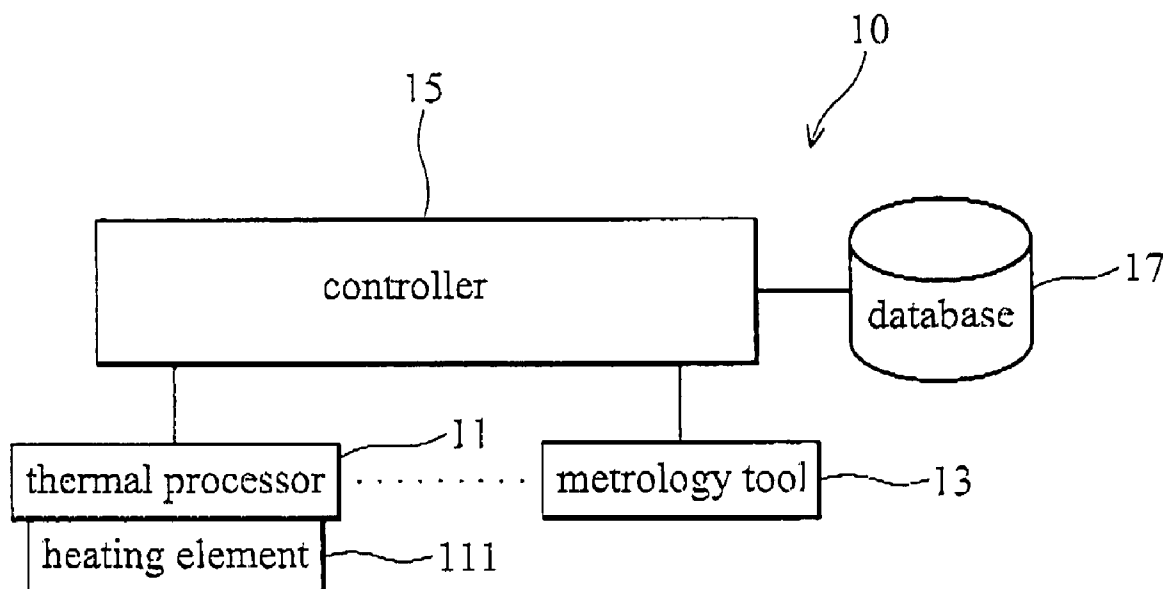 10
15
controller
database
17
thermal processor
11
metrology tool
13
heating element
111